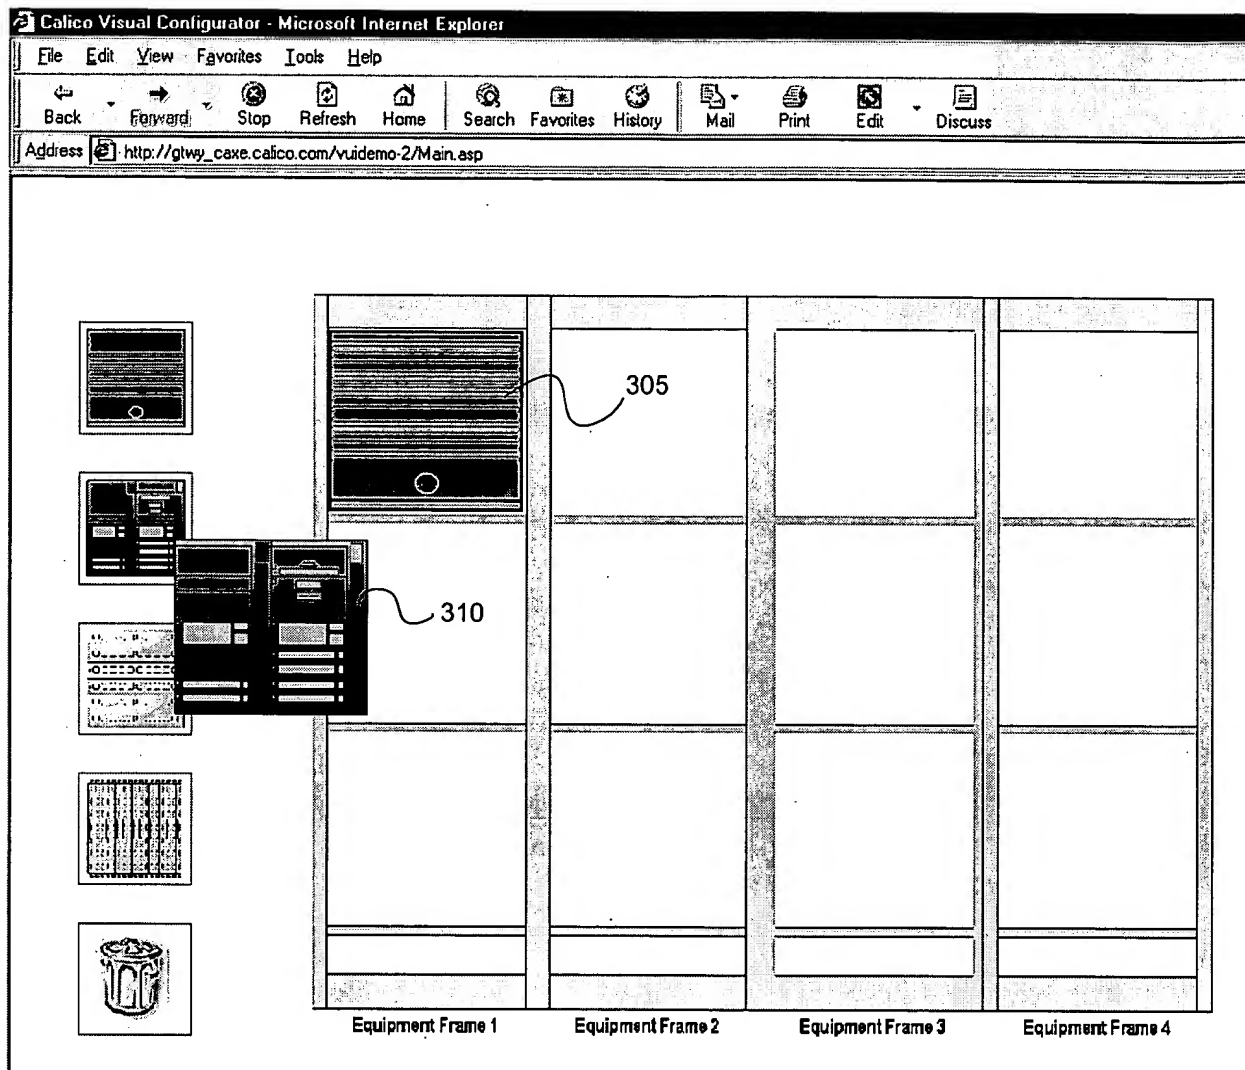 Calico Visual Configurator - Microsoft Internet Explorer
File Edit View Favorites Tools Help
Back Forward Stop Refresh Home Search Favorites History Mail Print Edit Discuss
Address http://gtwy_caxe.calico.com/vuidemo-2/Main.asp
305
310
Equipment Frame 1 Equipment Frame 2 Equipment Frame 3 Equipment Frame 4